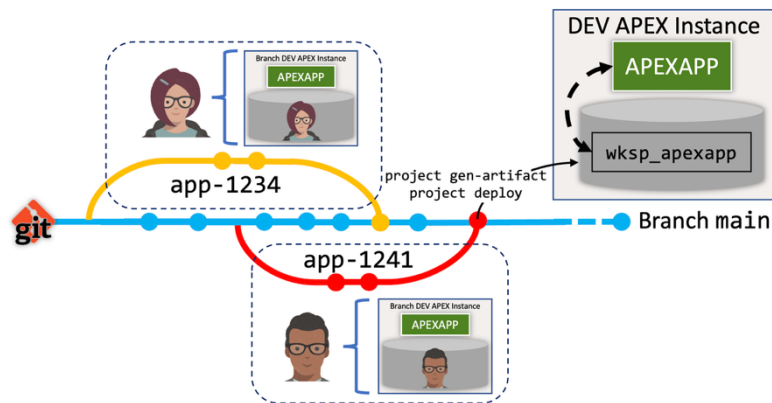 DEV APEX Instance
APEXAPP
wksp_apexapp
Branch DEV APEX Instance
APEXAPP
app-1234
project gen-artifact
project deploy
git
Branch main
app-1241
Branch DEV APEX Instance
APEXAPP